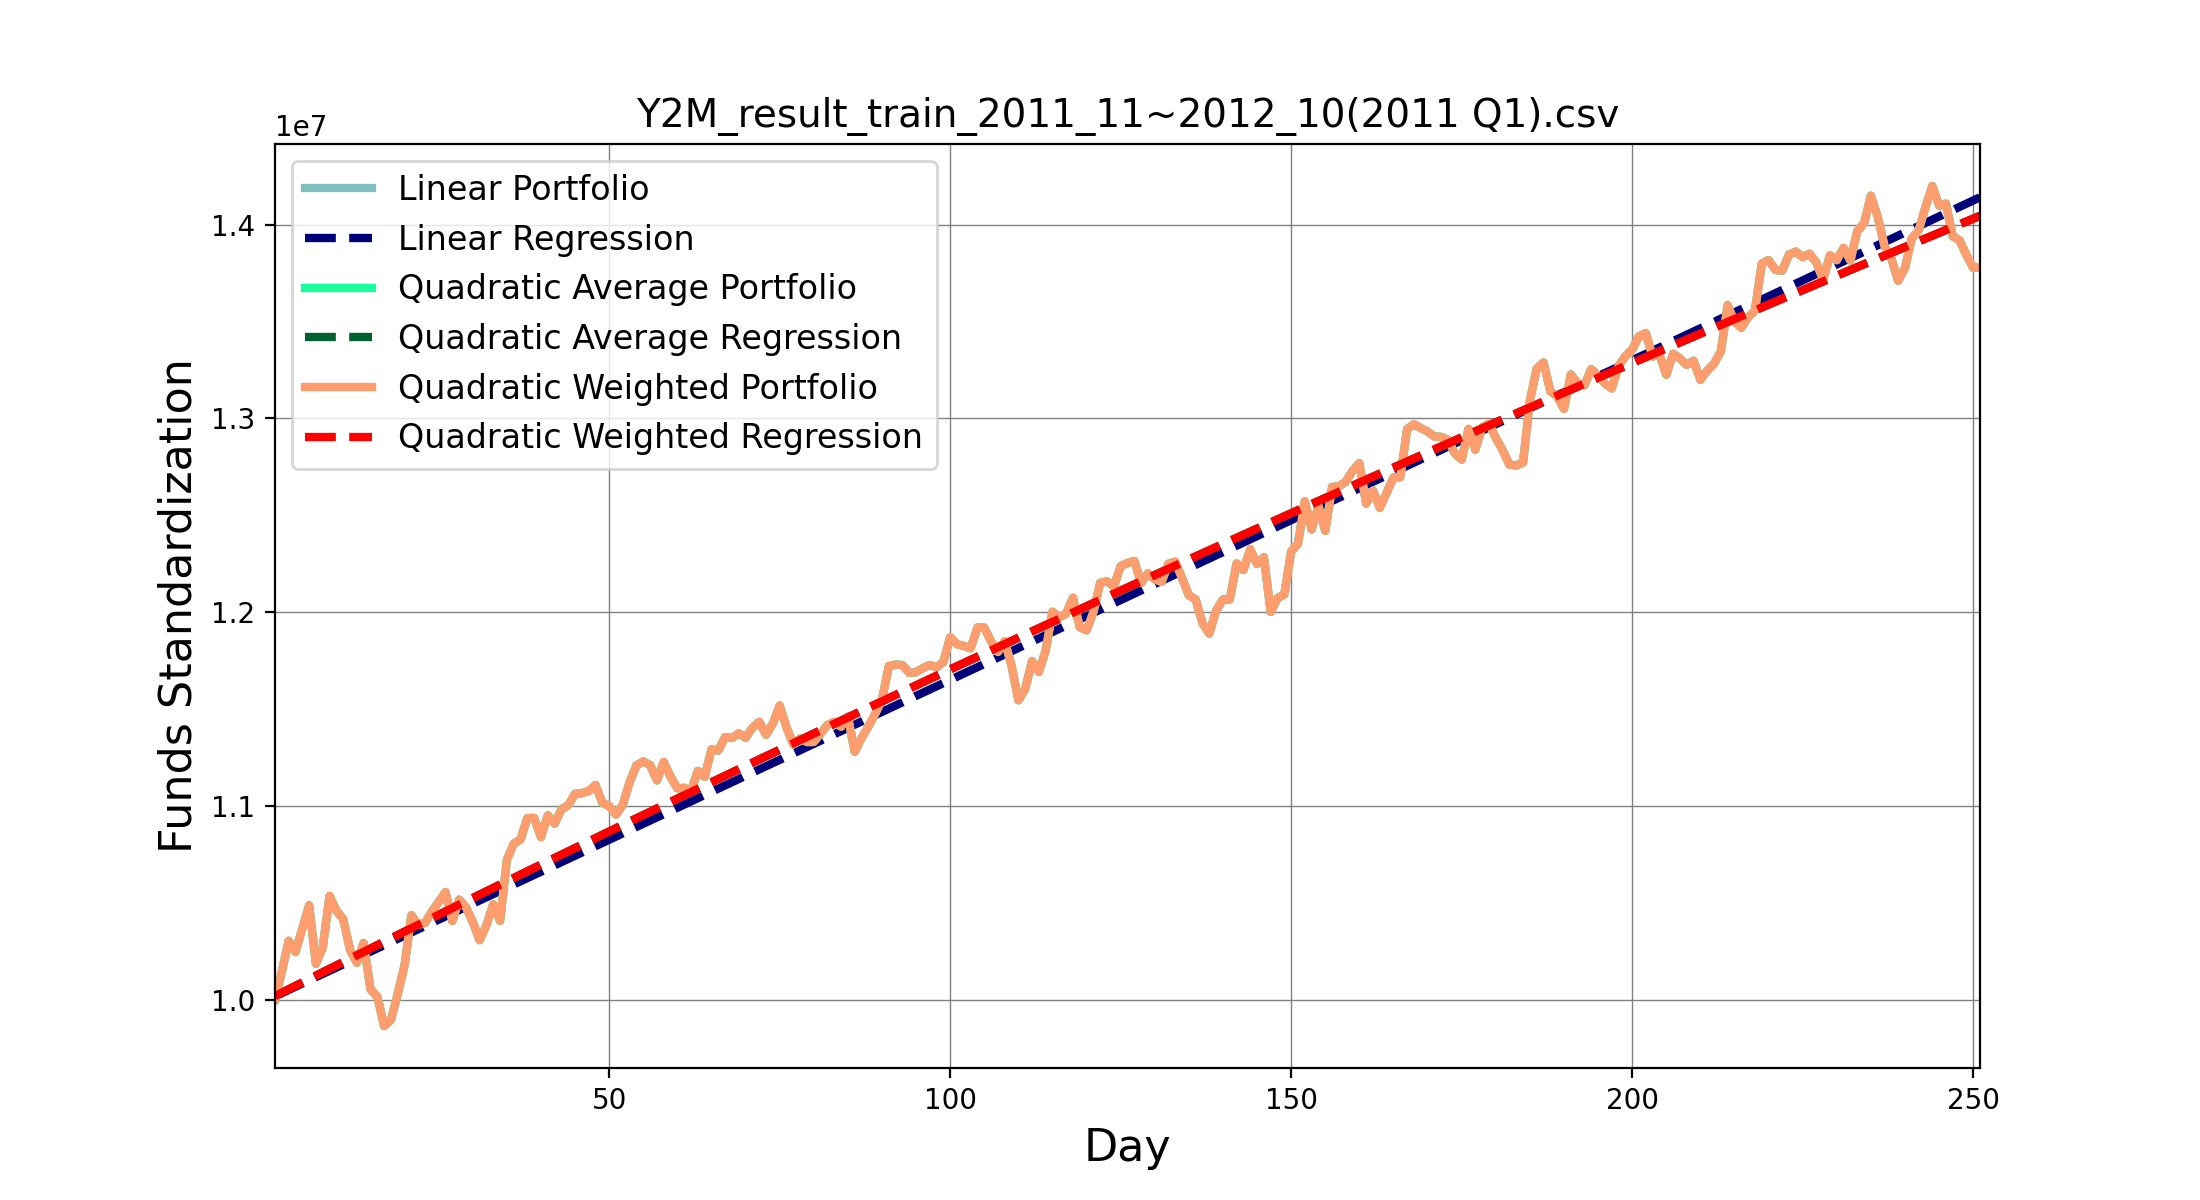 Y2M_result_train_2011_11~2012_10(2011 Q1).csv
1e7
Linear Portfolio
Linear Regression
Quadratic Average Portfolio
Quadratic Average Regression
Quadratic Weighted Portfolio
Quadratic Weighted Regression
1.4
1.3
1.2
1.1
1.0
Funds Standardization
50 100 150 200 250
Day